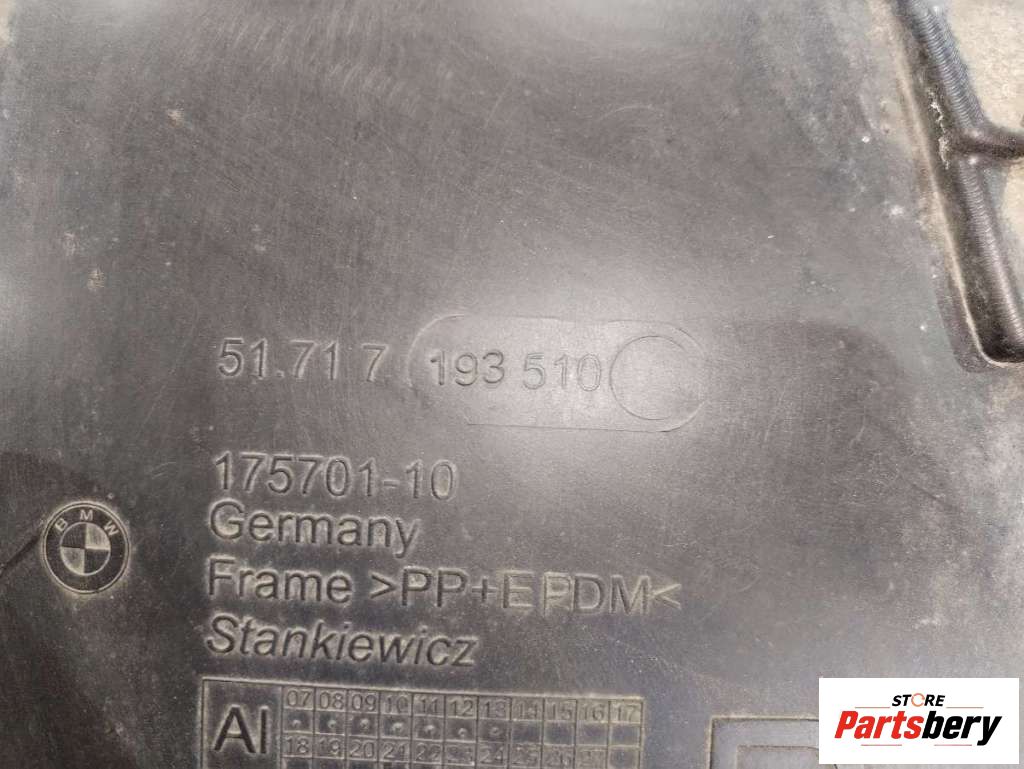 51.71 7 193 510
175701-10
Germany
BMW
Frame >PP+EPDM<
Stankiewicz
AI
07 08 09 10 11 12 13 14 15 16 17
18 19 20 21 22 23 24 25 26 27
STORE
Partsbery